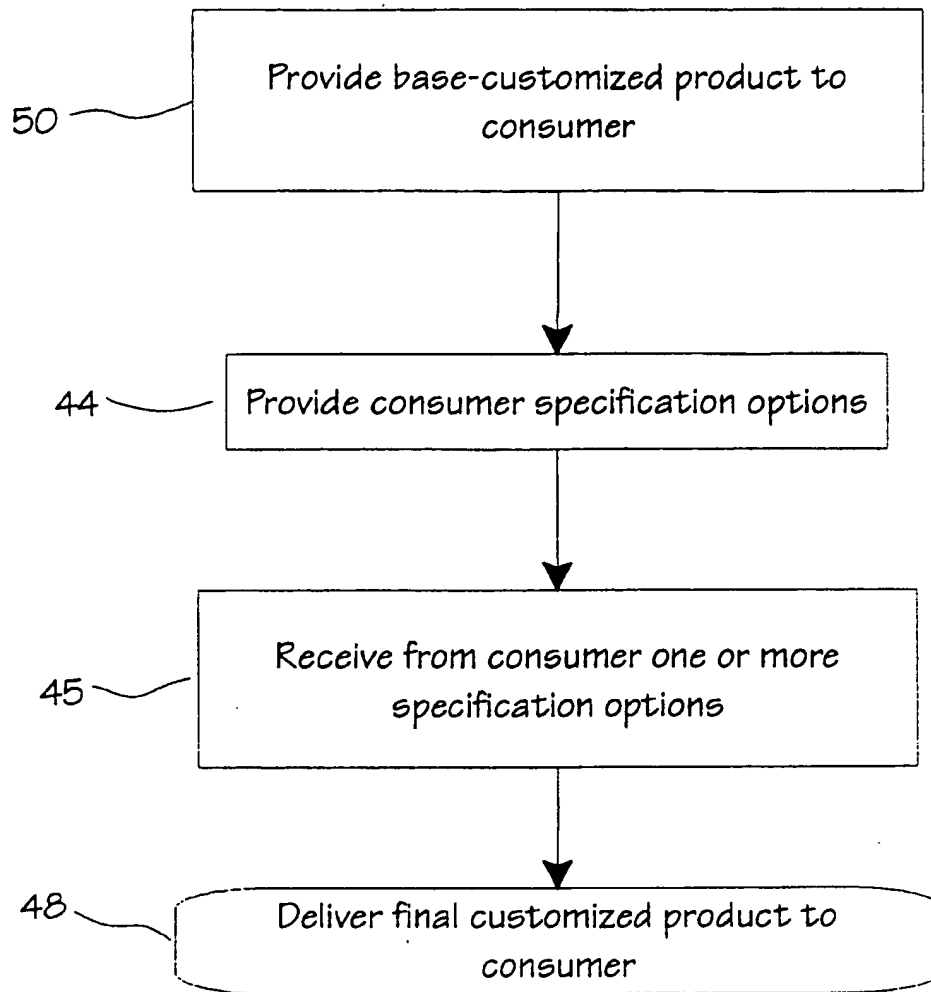 Provide base-customized product to
consumer
50
44
Provide consumer specification options
Receive from consumer one or more
specification options
45
48
Deliver final customized product to
consumer